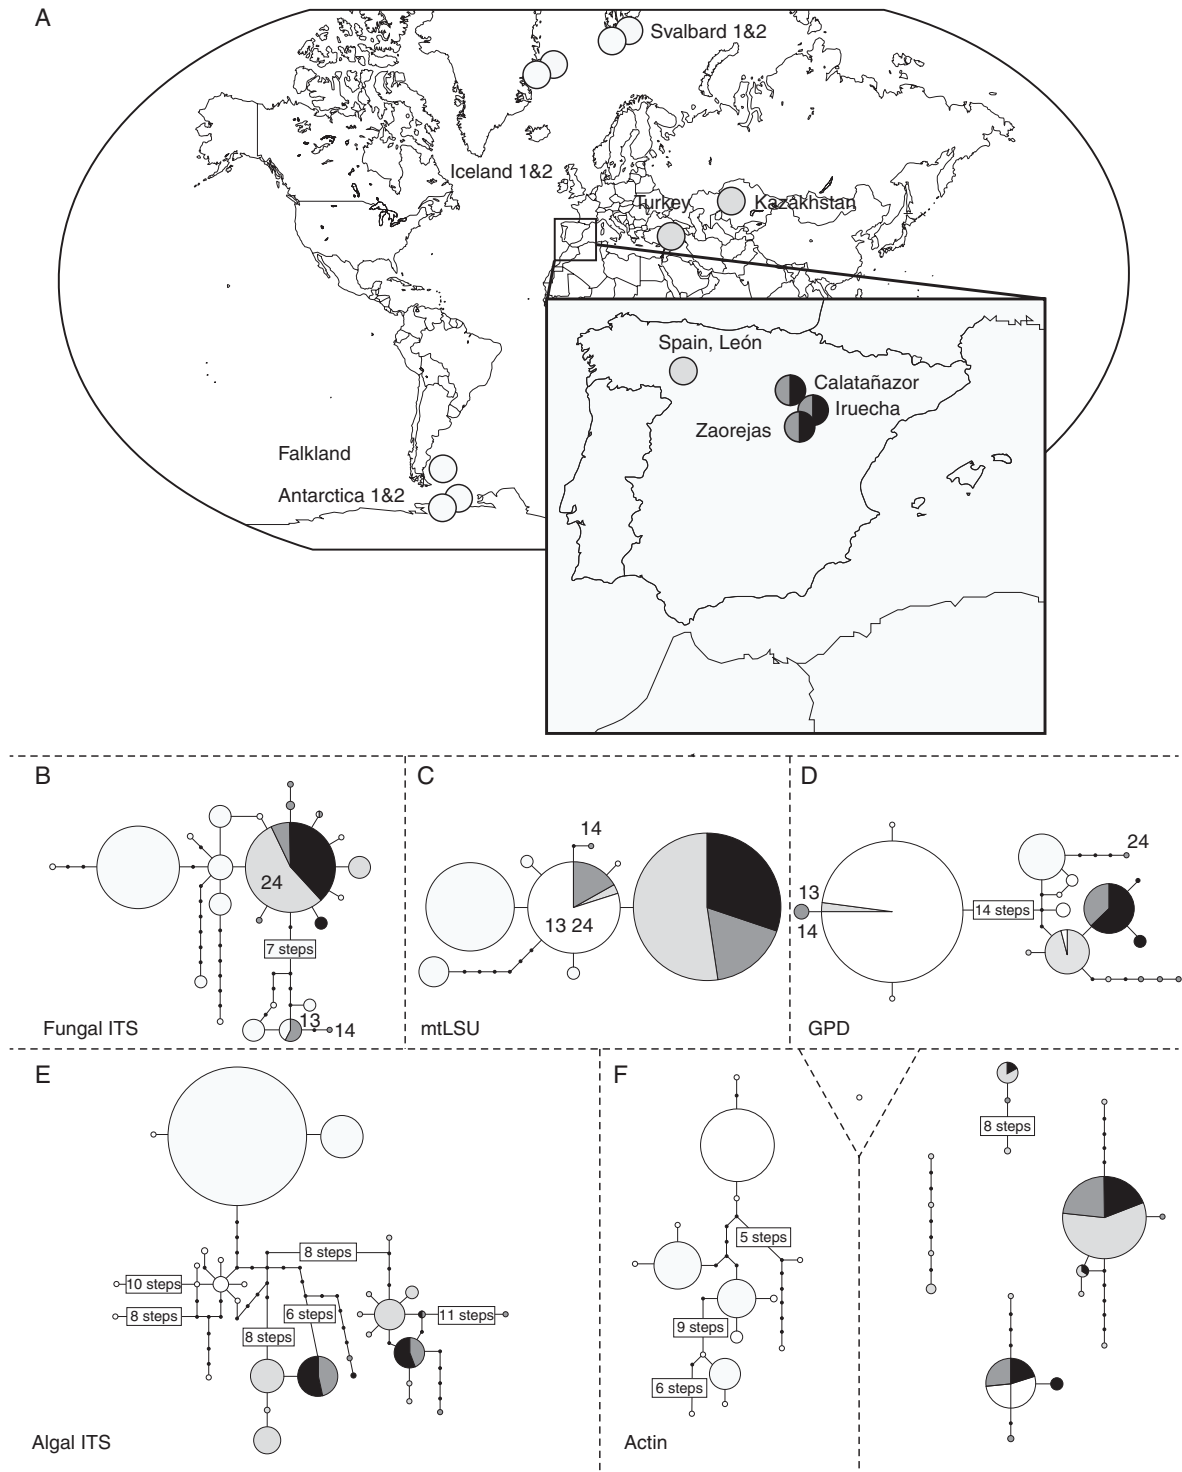 A
Svalbard 1&2
Iceland 1&2
Turkey
Kazakhstan
Spain, León
Calatañazor
Iruecha
Zaorejas
Falkland
Antarctica 1&2
B
24
7 steps
13
14
Fungal ITS
C
14
13 24
mtLSU
D
24
13
14
14 steps
GPD
E
8 steps
10 steps
8 steps
6 steps
11 steps
8 steps
Algal ITS
F
8 steps
5 steps
9 steps
6 steps
Actin